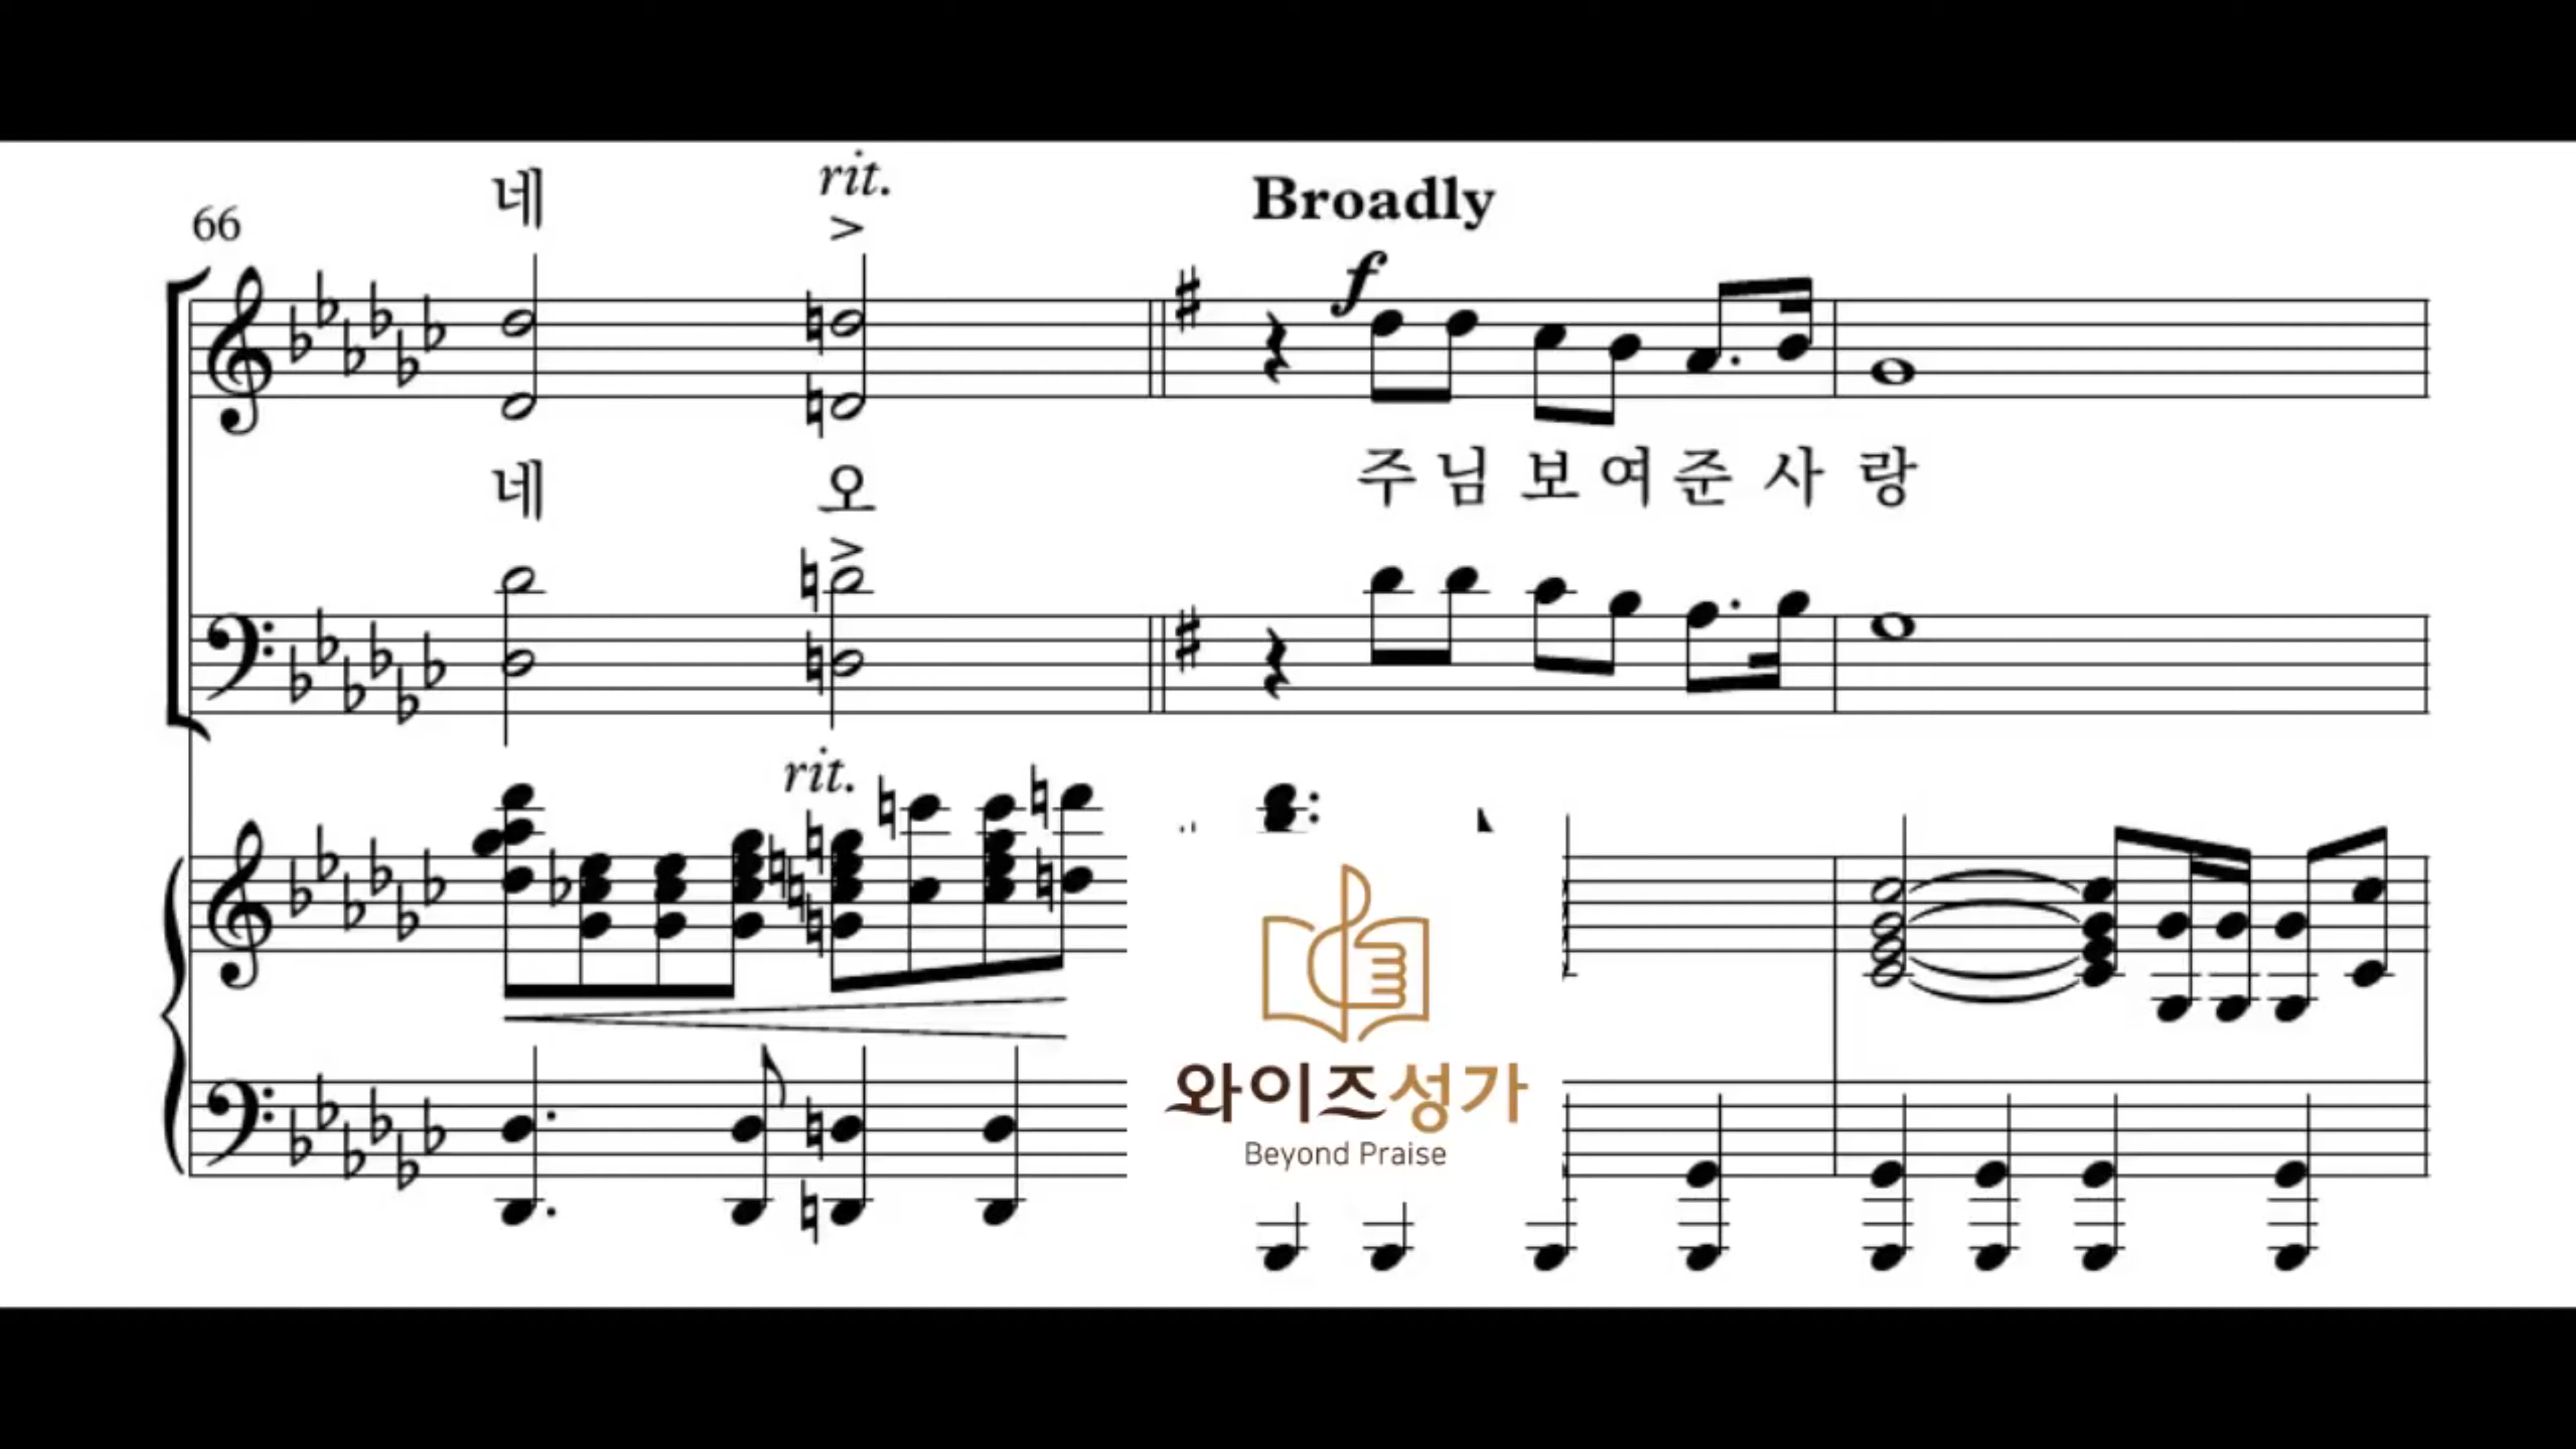 네 rit.
66 Broadly
f
주 님 보 여 준 사 랑
네 오
rit.
와이즈성가
Beyond Praise